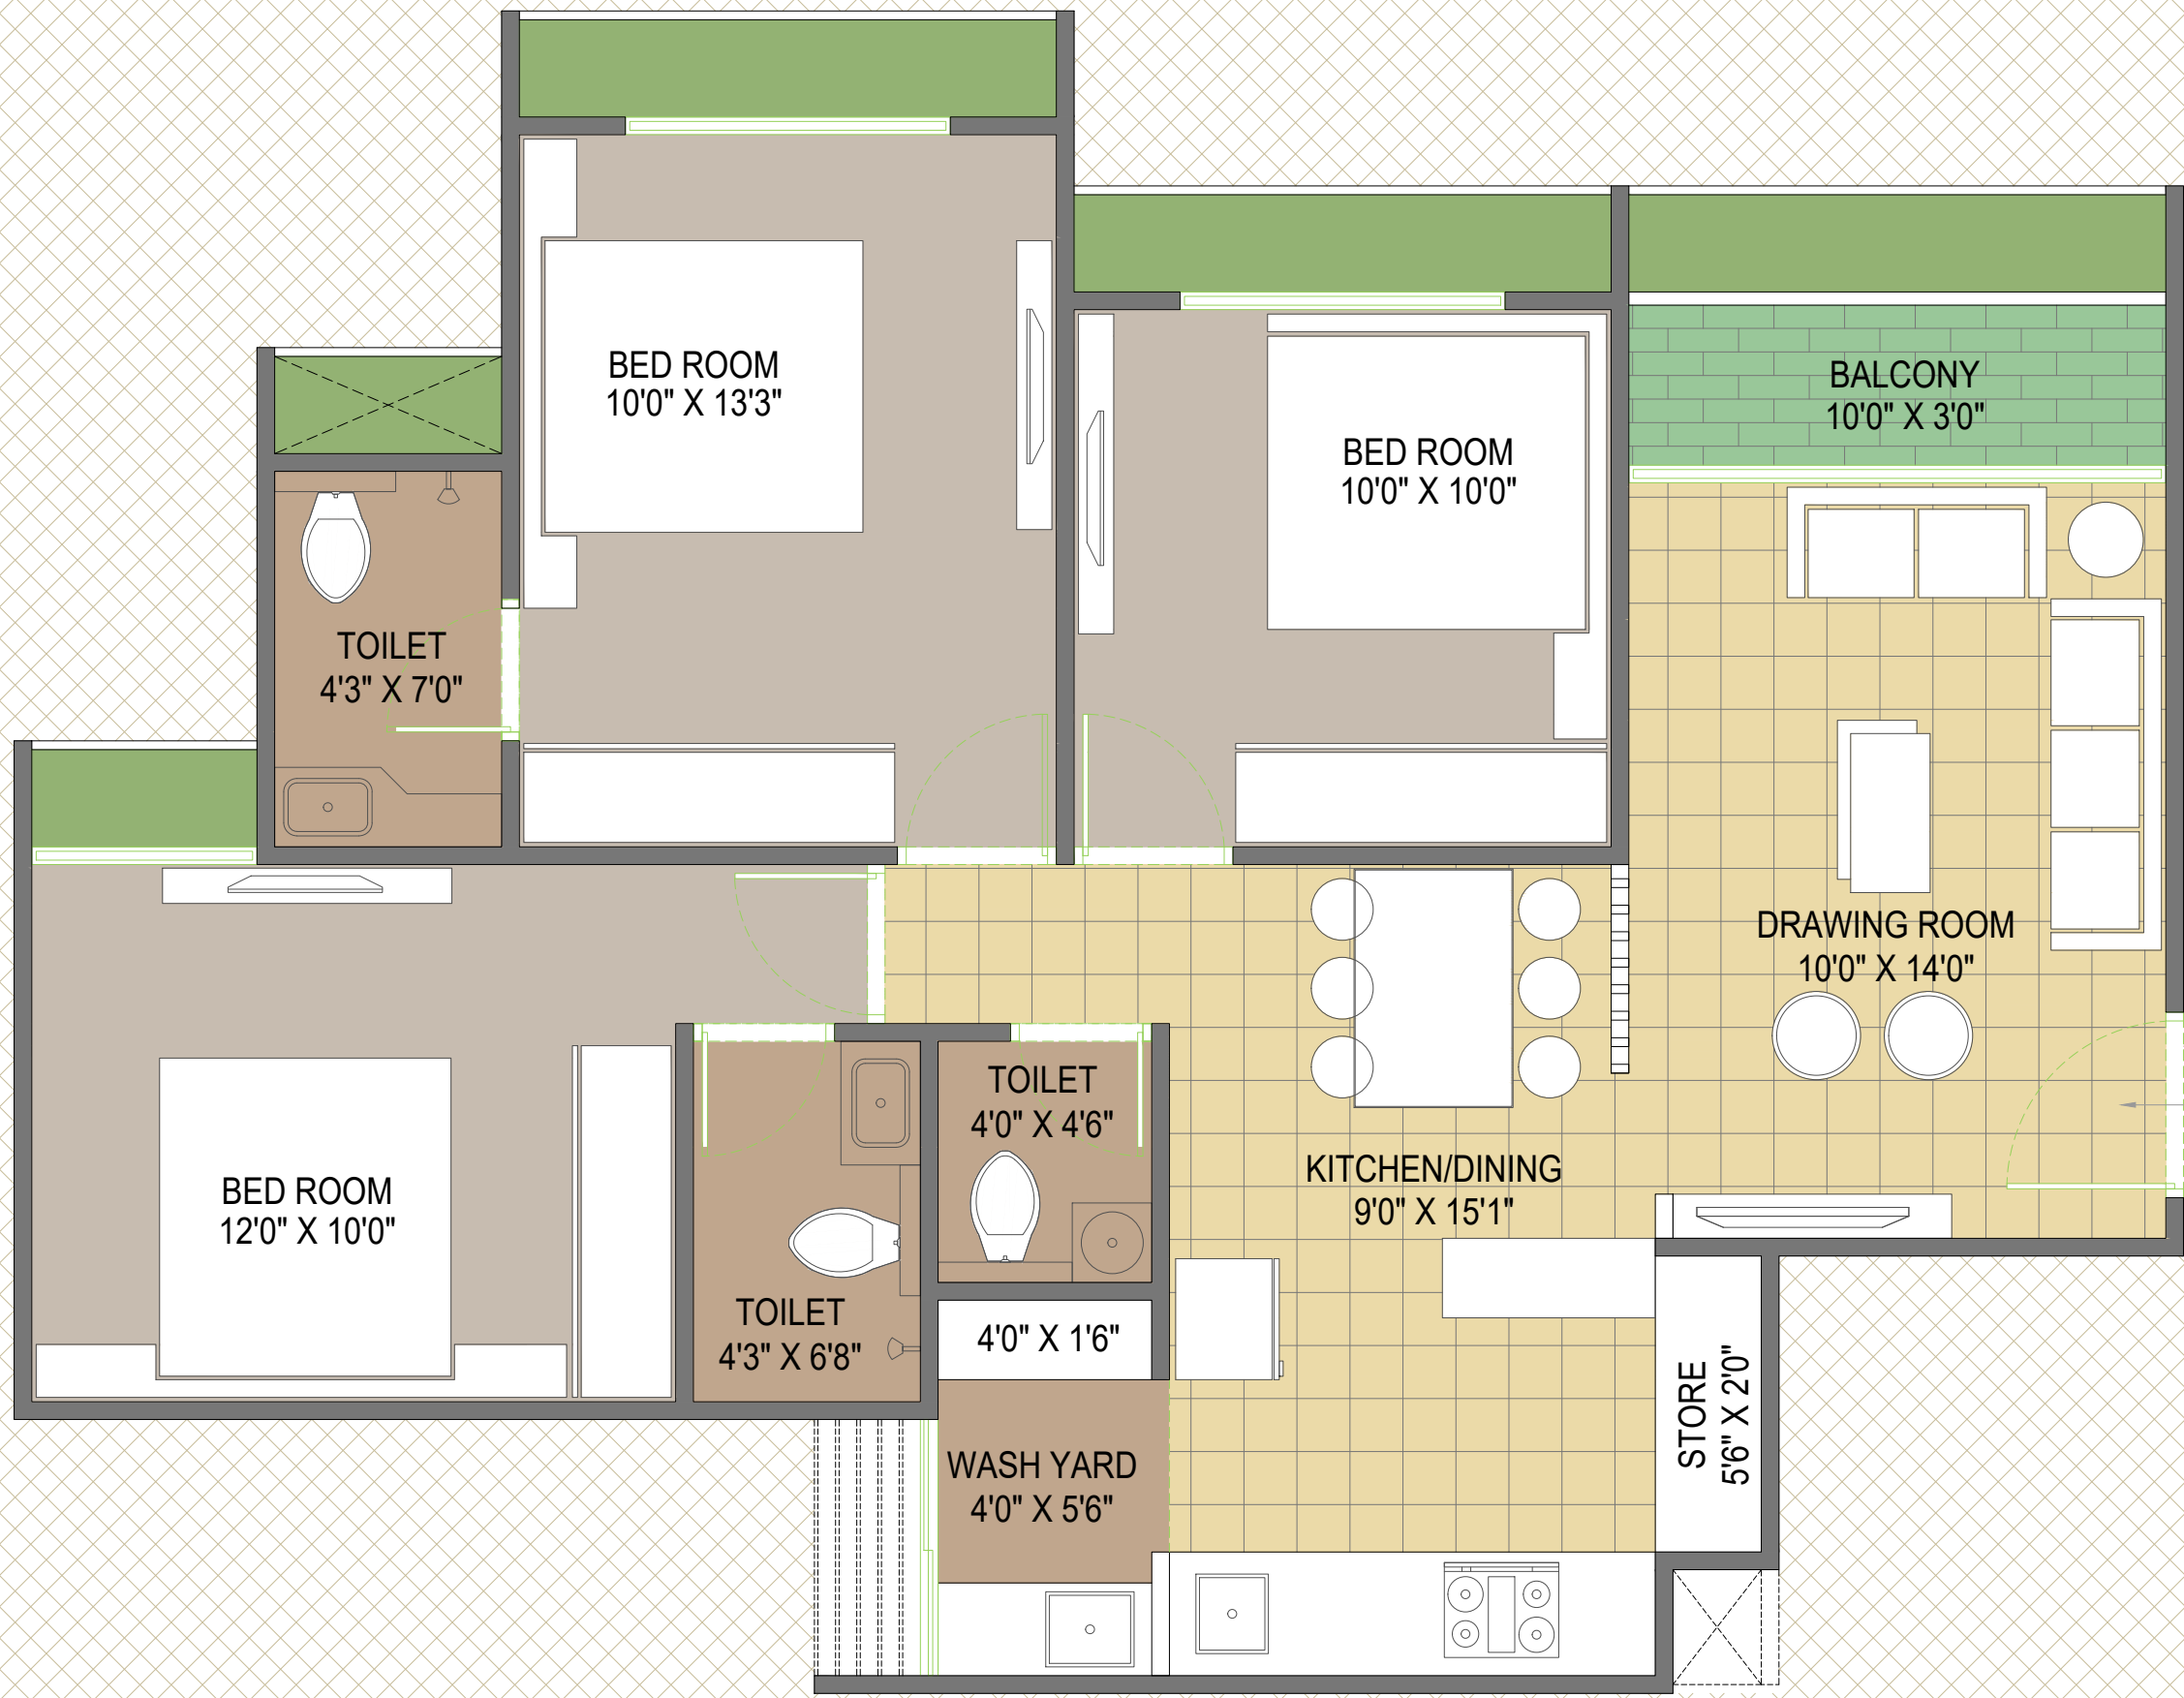 BED ROOM
10'0" X 13'3"
BED ROOM
10'0" X 10'0"
BALCONY
10'0" X 3'0"
TOILET
4'3" X 7'0"
DRAWING ROOM
10'0" X 14'0"
BED ROOM
12'0" X 10'0"
TOILET
4'0" X 4'6"
KITCHEN/DINING
9'0" X 15'1"
TOILET
4'3" X 6'8"
4'0" X 1'6"
STORE
5'6" X 2'0"
WASH YARD
4'0" X 5'6"